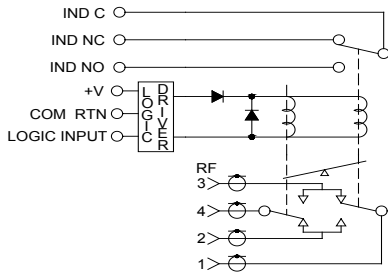 IND C
IND NC
IND NO
+V
COM RTN
LOGIC INPUT
LOGIC
DRIVER
RF
3
4
2
1